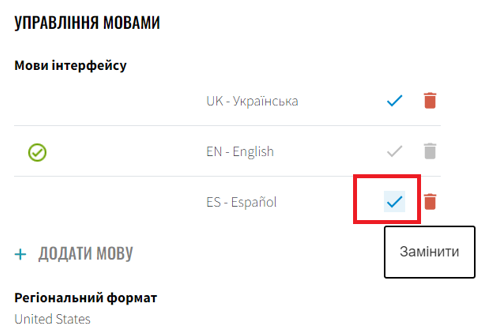 УПРАВЛІННЯ МОВАМИ
Мови інтерфейсу
UK - Українська
EN - English
ES - Español
+ ДОДАТИ МОВУ
Замінити
Регіональний формат
United States